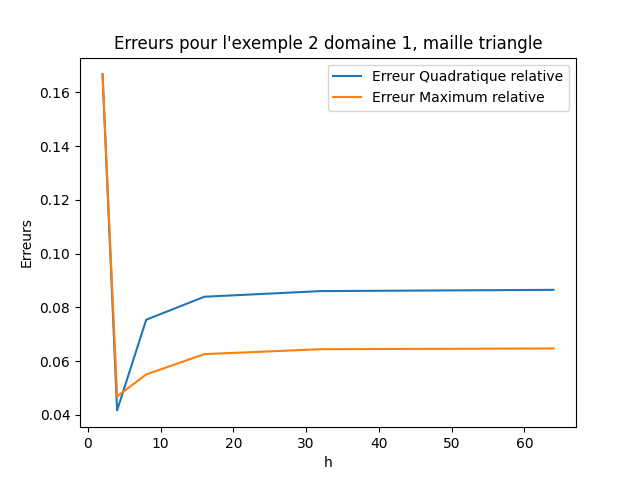 Erreurs pour l'exemple 2 domaine 1, maille triangle
Erreur Quadratique relative
Erreur Maximum relative
0.16
0.14
0.12
0.10
0.08
0.06
0.04
Erreurs
0 10 20 30 40 50 60
h